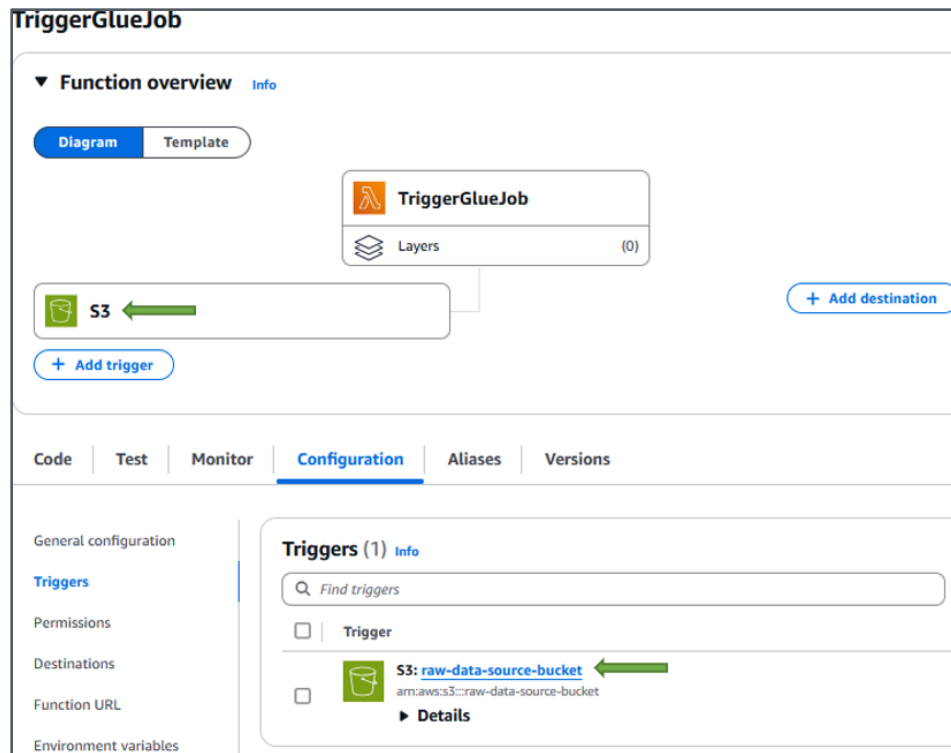 TriggerGlueJob
▼ Function overview Info
Diagram Template
TriggerGlueJob
Layers (0)
S3
+ Add destination
+ Add trigger
Code Test Monitor Configuration Aliases Versions
General configuration
Triggers
Permissions
Destinations
Function URL
Environment variables
Triggers (1) Info
Find triggers
Trigger
S3: raw-data-source-bucket
arn:aws:s3:::raw-data-source-bucket
▶ Details